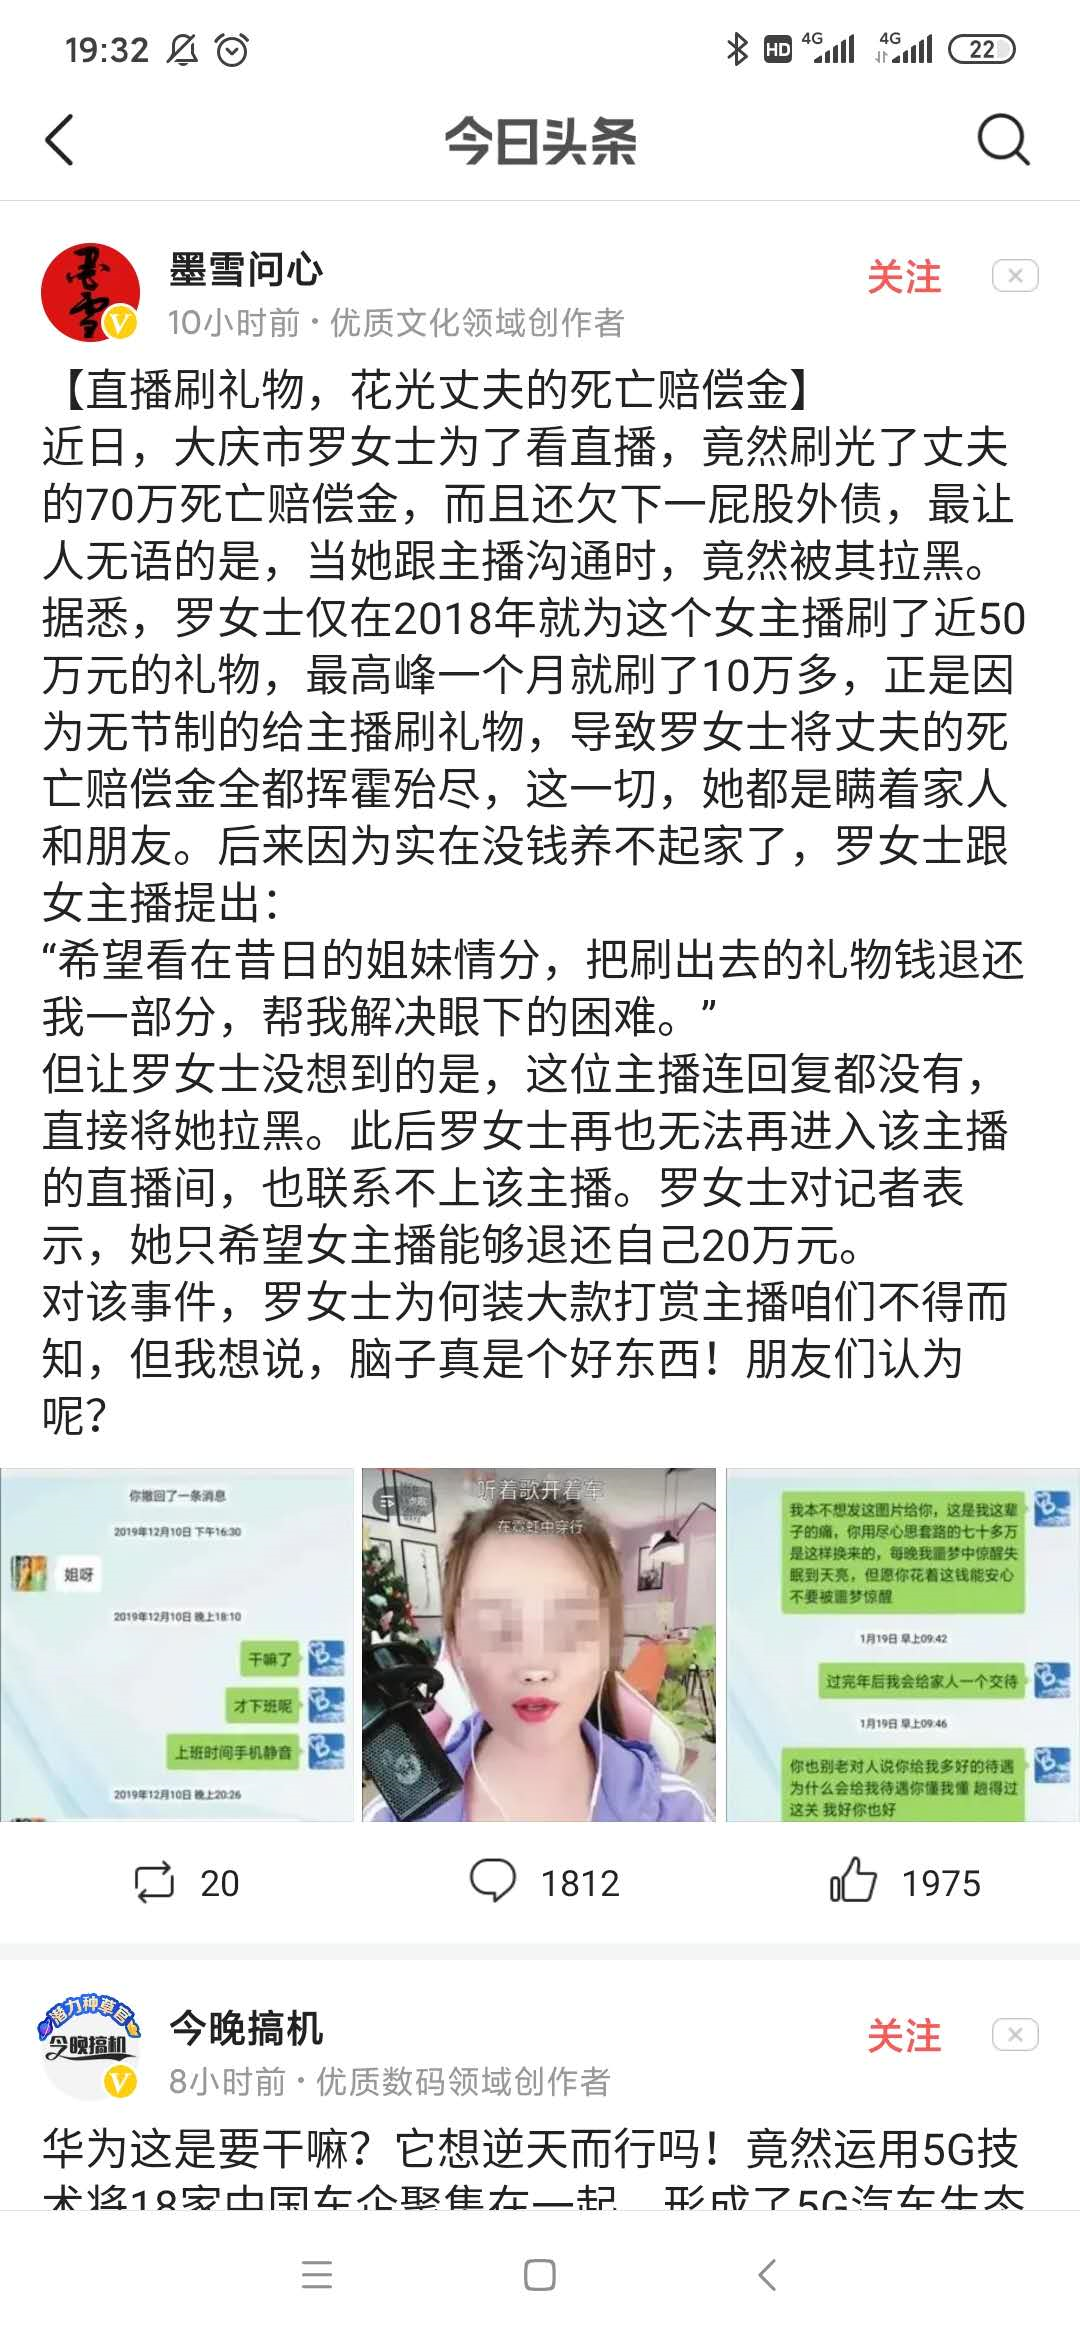 19:32
HD 4G 4G 22
今日头条
墨雪
墨雪问心
关注
10小时前·优质文化领域创作者
【直播刷礼物，花光丈夫的死亡赔偿金】
近日，大庆市罗女士为了看直播，竟然刷光了丈夫
的70万死亡赔偿金，而且还欠下一屁股外债，最让
人无语的是，当她跟主播沟通时，竟然被其拉黑。
据悉，罗女士仅在2018年就为这个女主播刷了近50
万元的礼物，最高峰一个月就刷了10万多，正是因
为无节制的给主播刷礼物，导致罗女士将丈夫的死
亡赔偿金全都挥霍殆尽，这一切，她都是瞒着家人
和朋友。后来因为实在没钱养不起家了，罗女士跟
女主播提出：
“希望看在昔日的姐妹情分，把刷出去的礼物钱退还
我一部分，帮我解决眼下的困难。”
但让罗女士没想到的是，这位主播连回复都没有，
直接将她拉黑。此后罗女士再也无法再进入该主播
的直播间，也联系不上该主播。罗女士对记者表
示，她只希望女主播能够退还自己20万元。
对该事件，罗女士为何装大款打赏主播咱们不得而
知，但我想说，脑子真是个好东西！朋友们认为
呢？
你撤回了一条消息
2019年12月10日 下午16:30
姐呀
2019年12月10日 晚上18:10
干嘛了
才下班呢
上班时间手机静音
2019年12月10日 晚上20:26
听着歌开着车
在霓虹中穿行
我本不想发这图片给你，这是我这辈
子的痛，你用尽心思套路的七十多万
是这样换来的，每晚我噩梦中惊醒失
眠到天亮，但愿你花着这钱能安心
不要被噩梦惊醒
1月19日 早上09:42
过完年后我会给家人一个交待
1月19日 早上09:46
你也别老对人说你给我多好的待遇
为什么会给我待遇你懂我懂 趟得过
这关 我好你也好
20
1812
1975
潜力种草官
今晚搞机
今晚搞机
关注
8小时前·优质数码领域创作者
华为这是要干嘛？它想逆天而行吗！竟然运用5G技
术将18家中国车企聚集在一起，形成了5G汽车生态